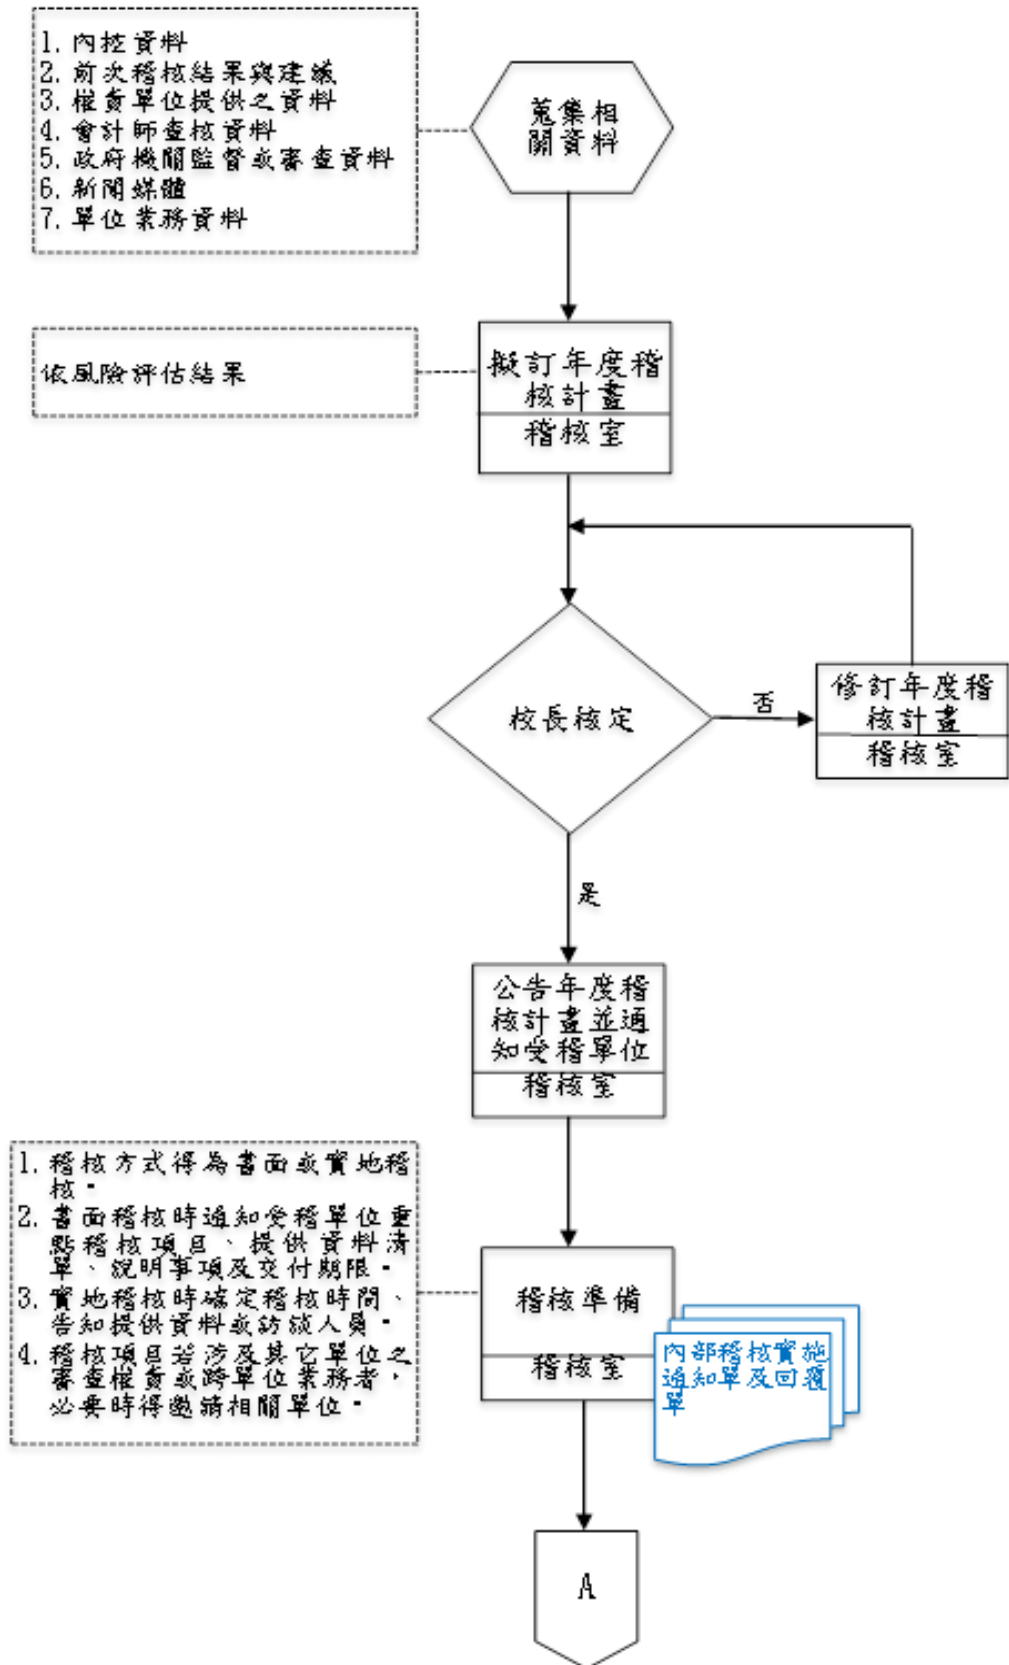 1. 內控資料
2. 前次稽核結果與建議
3. 權責單位提供之資料
4. 會計師查核資料
5. 政府機關監督或審查資料
6. 新聞媒體
7. 單位業務資料
蒐集相
關資料
依風險評估結果
擬訂年度稽
核計畫
稽核室
校長核定
否
修訂年度稽
核計畫
稽核室
是
公告年度稽
核計畫並通
知受稽單位
稽核室
1. 稽核方式得為書面或實地稽
核。
2. 書面稽核時通知受稽單位重
點稽核項目、提供資料清
單、說明事項及交付期限。
3. 實地稽核時確定稽核時間、
告知提供資料或訪談人員。
4. 稽核項目若涉及其它單位之
審查權責或跨單位業務者，
必要時得邀請相關單位。
稽核準備
稽核室
內部稽核實施
通知單及回覆
單
A